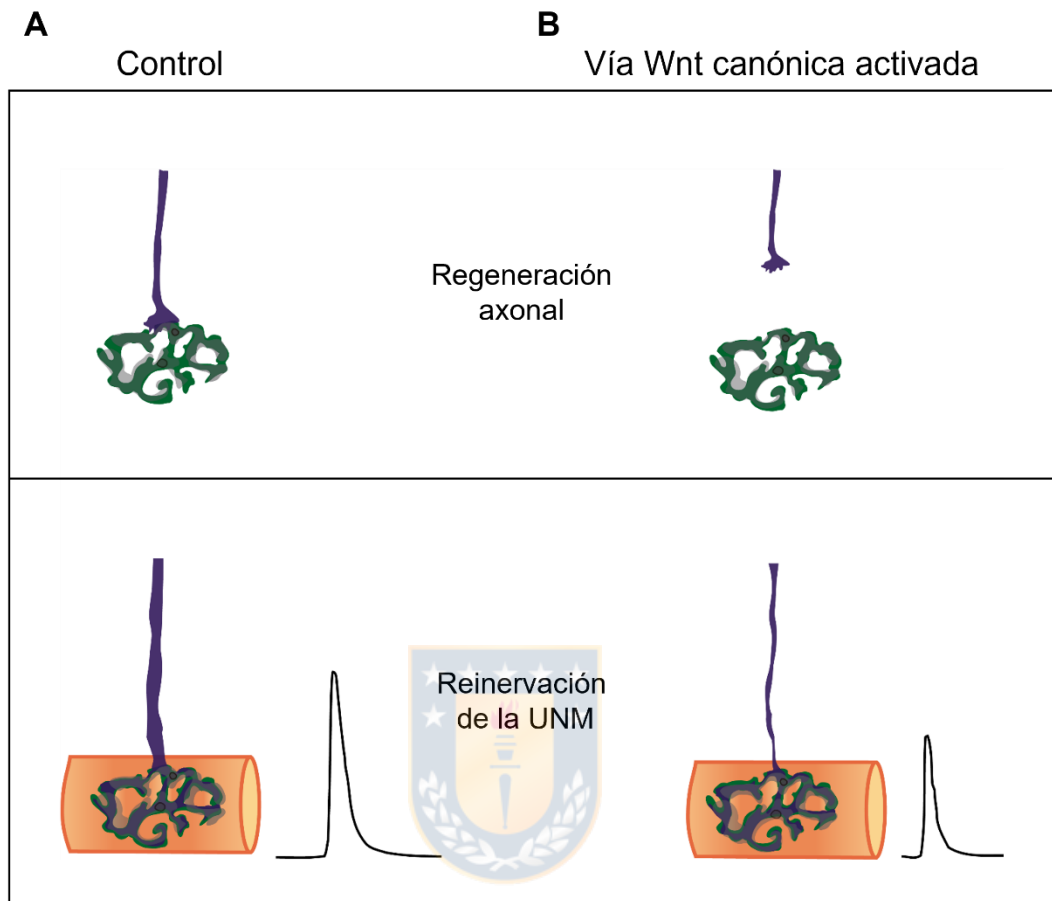 A
B
Control
Vía Wnt canónica activada
Regeneración
axonal
Reinervación
de la UNM